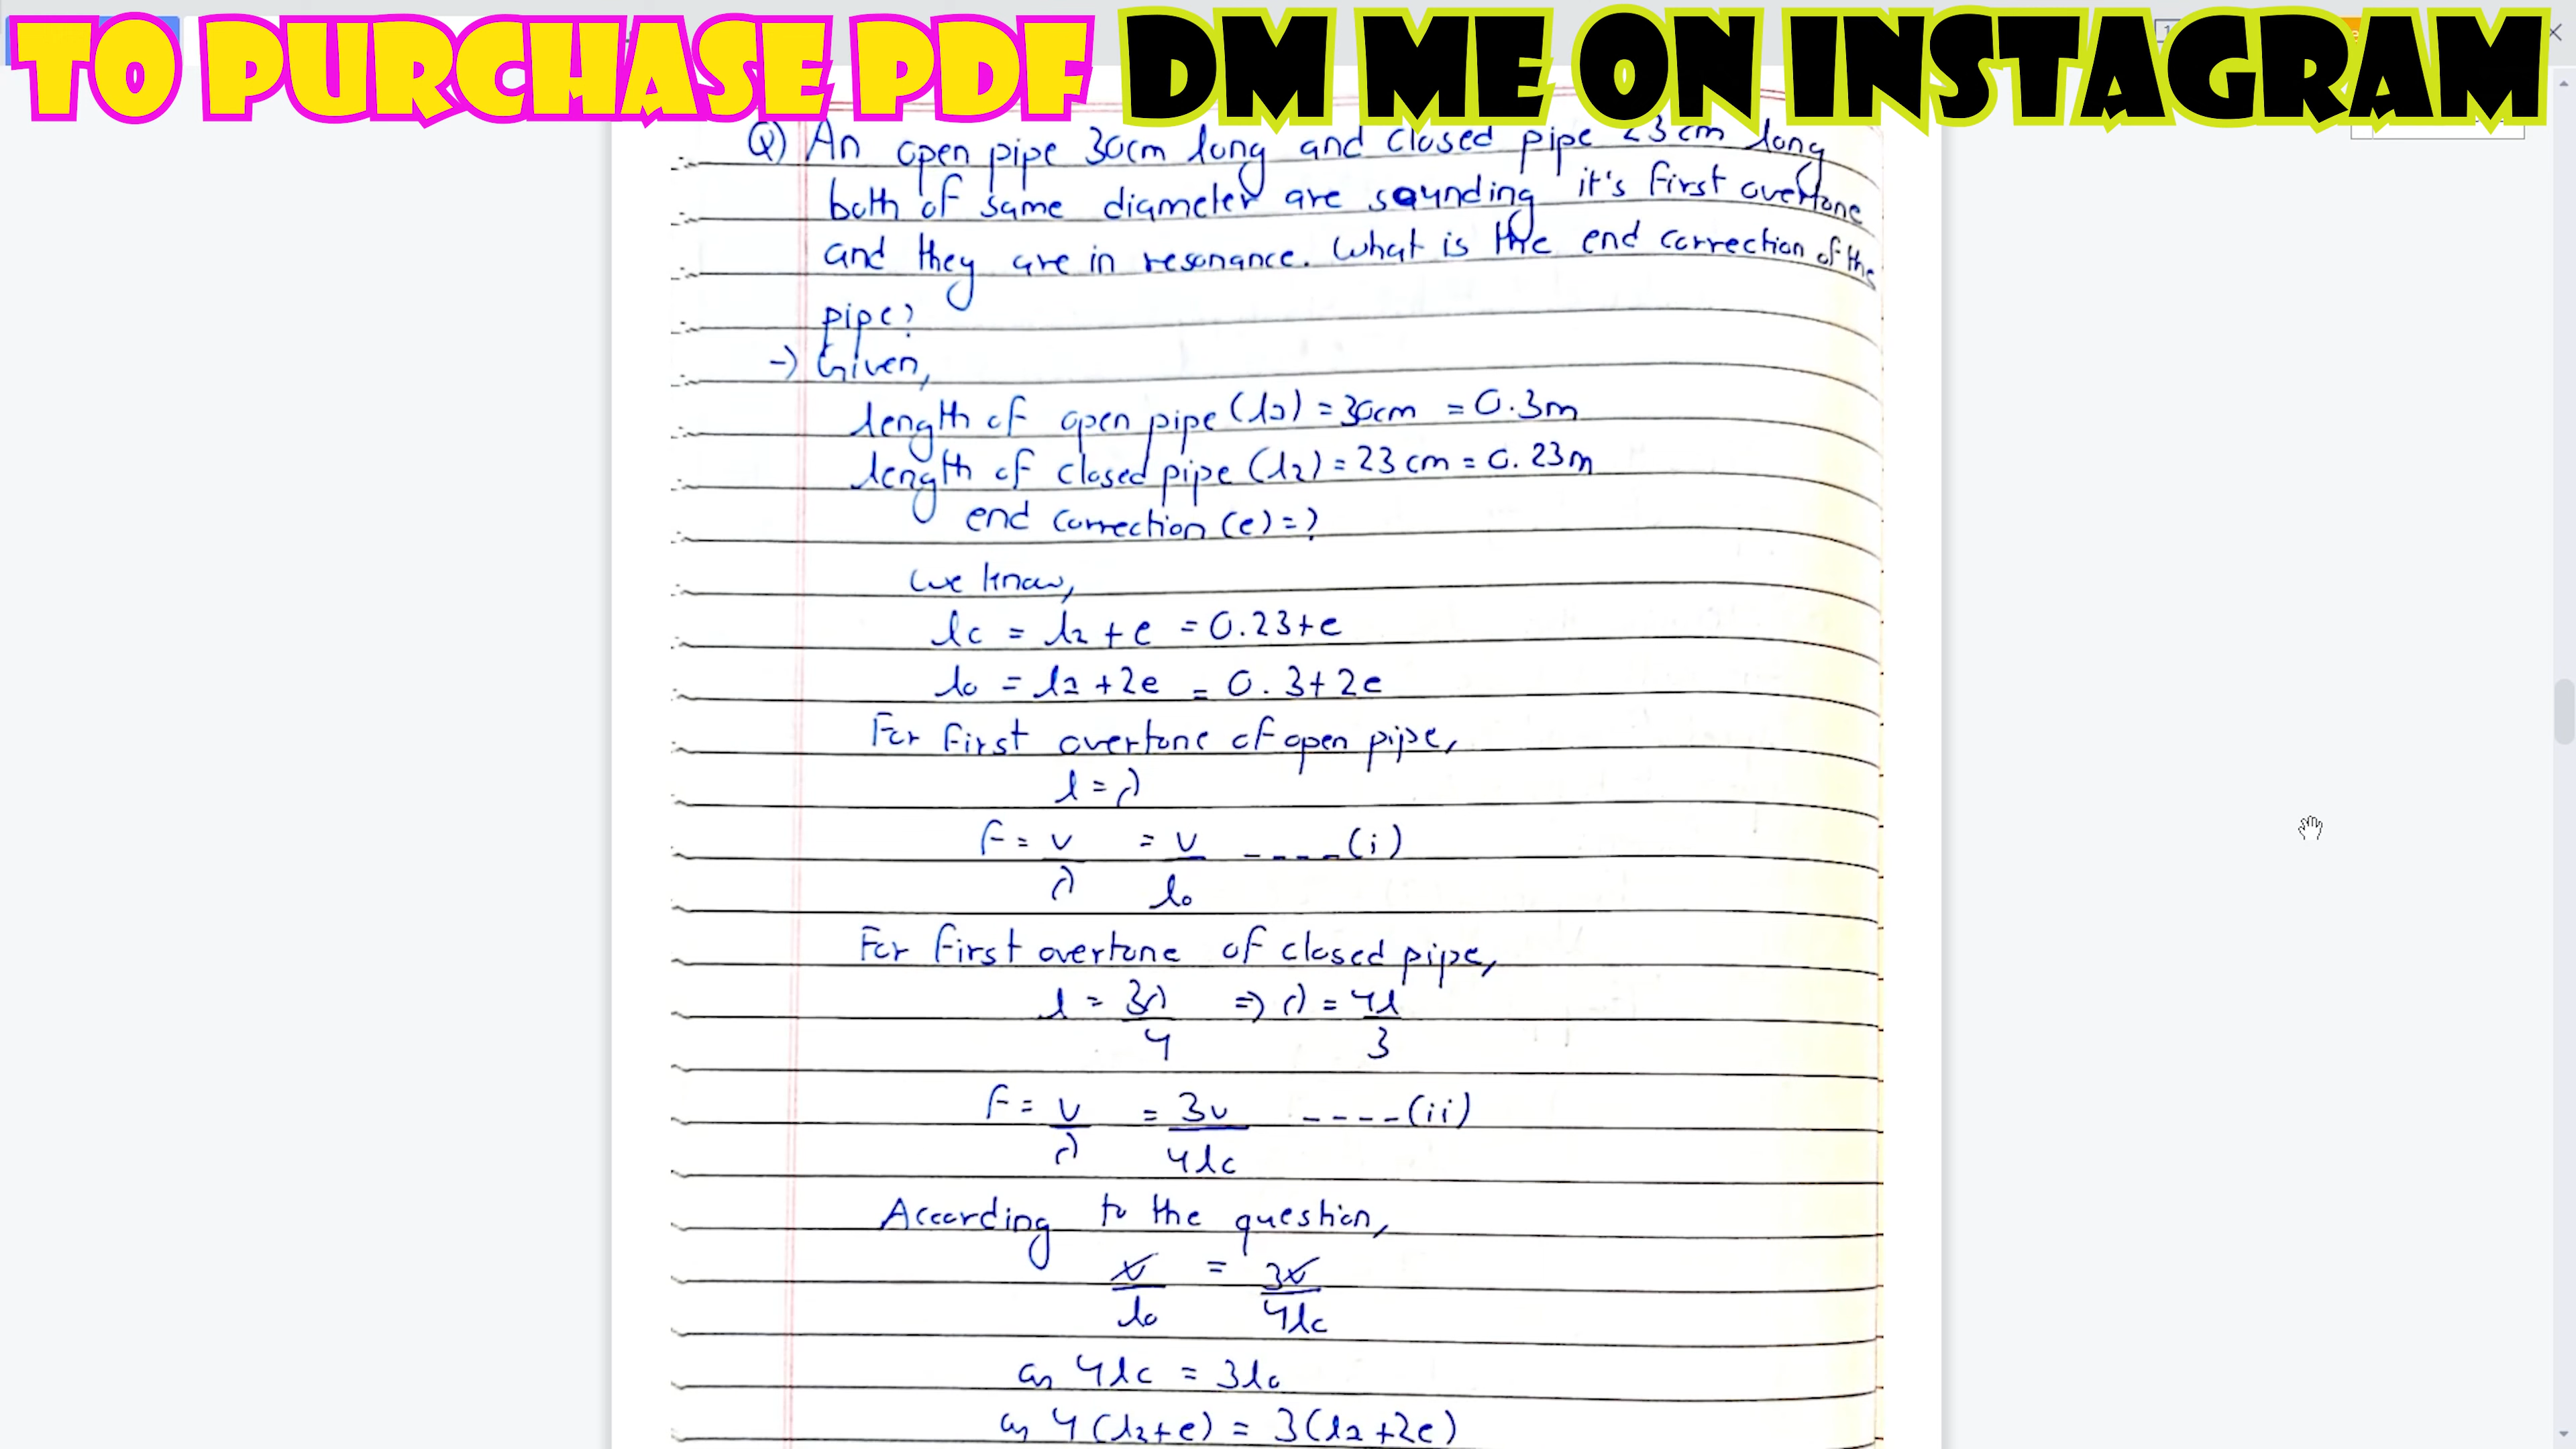 TO PURCHASE PDF DM ME ON INSTAGRAM
Q) An open pipe 30cm long and closed pipe 23cm long
both of same diameter are sounding it's first overtone
and they are in resonance. What is the end correction of the
pipe?
→ Given,
length of open pipe (l1) = 30cm = 0.3m
length of closed pipe (l2) = 23cm = 0.23m
end correction (e) = ?
we know,
lc = l2 + e = 0.23+e
lo = l1 + 2e = 0.3+2e
For first overtone of open pipe,
l = λ
F = v/λ = v/lo ----(i)
For first overtone of closed pipe,
l = 3λ/4 => λ = 4l/3
F = v/λ = 3v/4lc ----(ii)
According to the question,
v/lo = 3v/4lc
or, 4lc = 3lo
or, 4(l2+e) = 3(l1+2e)